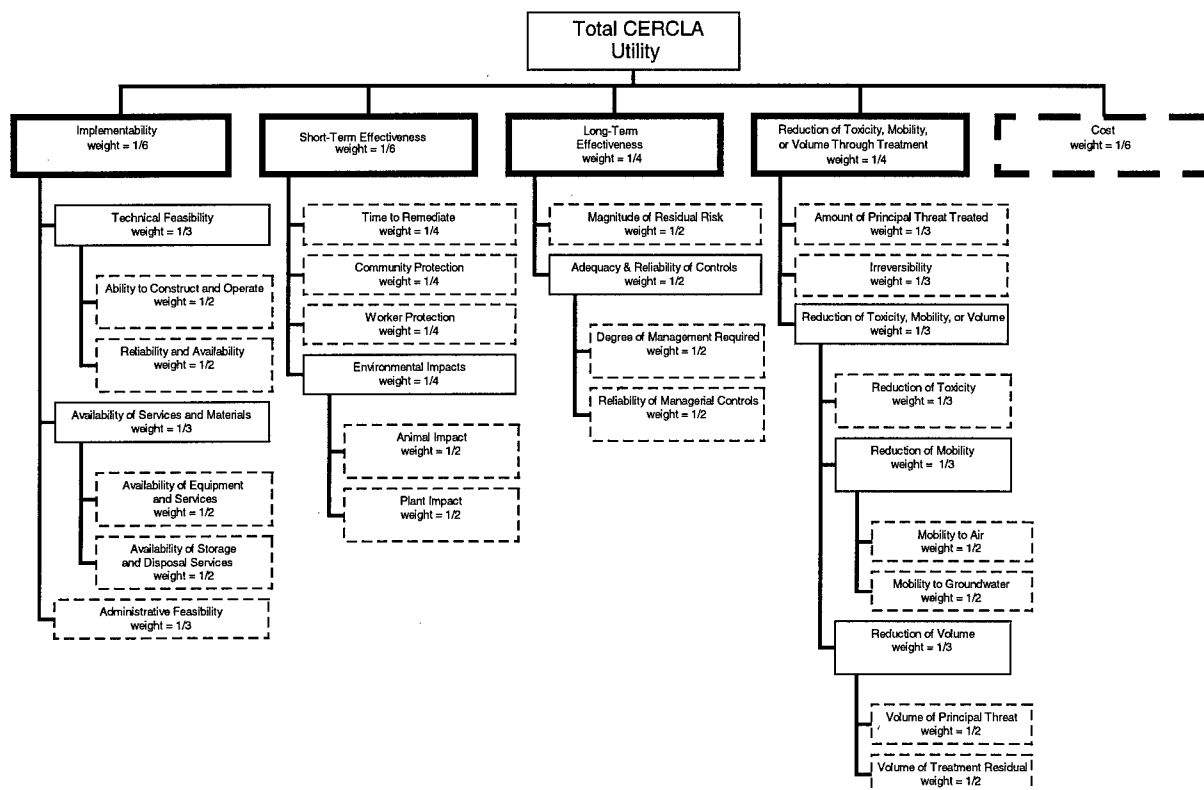 Total CERCLA
Utility
Implementability
weight = 1/6
Short-Term Effectiveness
weight = 1/6
Long-Term
Effectiveness
weight = 1/4
Reduction of Toxicity, Mobility,
or Volume Through Treatment
weight = 1/4
Cost
weight = 1/6
Technical Feasibility
weight = 1/3
Ability to Construct and Operate
weight = 1/2
Reliability and Availability
weight = 1/2
Availability of Services and Materials
weight = 1/3
Availability of Equipment
and Services
weight = 1/2
Availability of Storage
and Disposal Services
weight = 1/2
Administrative Feasibility
weight = 1/3
Time to Remediate
weight = 1/4
Community Protection
weight = 1/4
Worker Protection
weight = 1/4
Environmental Impacts
weight = 1/4
Animal Impact
weight = 1/2
Plant Impact
weight = 1/2
Magnitude of Residual Risk
weight = 1/2
Adequacy & Reliability of Controls
weight = 1/2
Degree of Management Required
weight = 1/2
Reliability of Managerial Controls
weight = 1/2
Amount of Principal Threat Treated
weight = 1/3
Irreversibility
weight = 1/3
Reduction of Toxicity, Mobility, or Volume
weight = 1/3
Reduction of Toxicity
weight = 1/3
Reduction of Mobility
weight = 1/3
Mobility to Air
weight = 1/2
Mobility to Groundwater
weight = 1/2
Reduction of Volume
weight = 1/3
Volume of Principal Threat
weight = 1/2
Volume of Treatment Residual
weight = 1/2